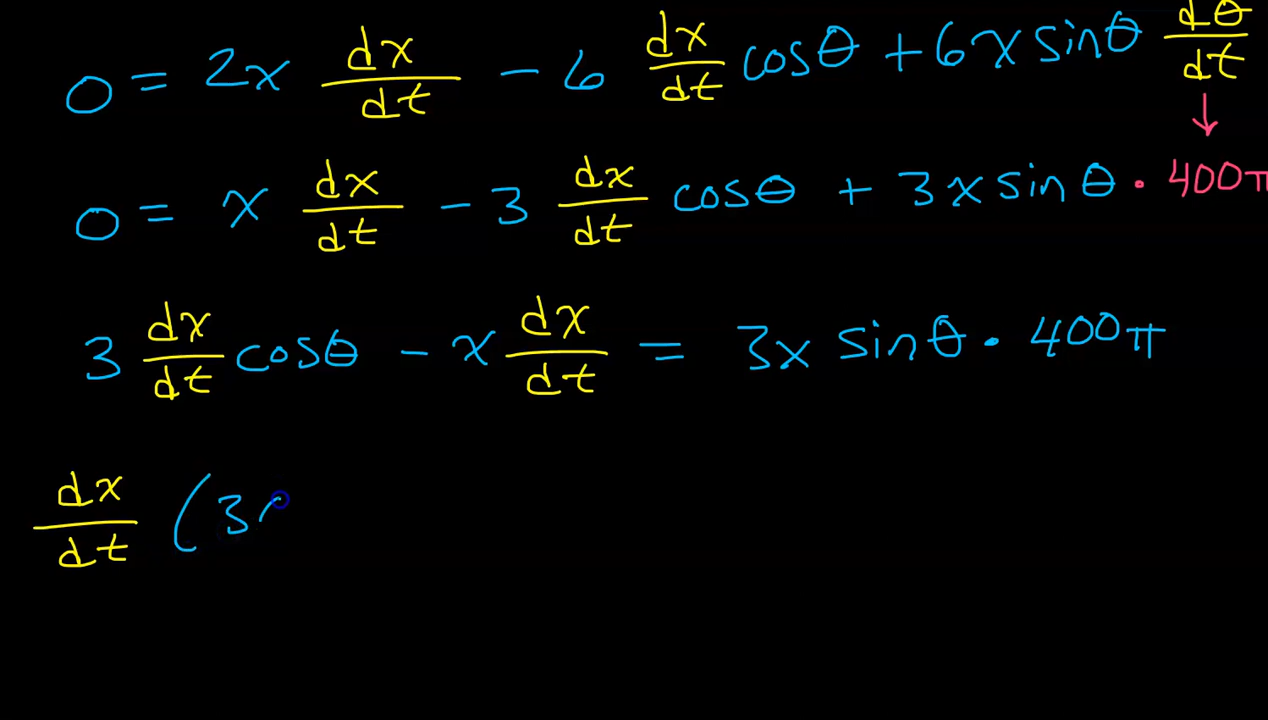 0 = 2x dx/dt - 6 dx/dt cosθ + 6x sinθ dθ/dt
0 = x dx/dt - 3 dx/dt cosθ + 3x sinθ · 400π
3 dx/dt cosθ - x dx/dt = 3x sinθ · 400π
dx/dt (3